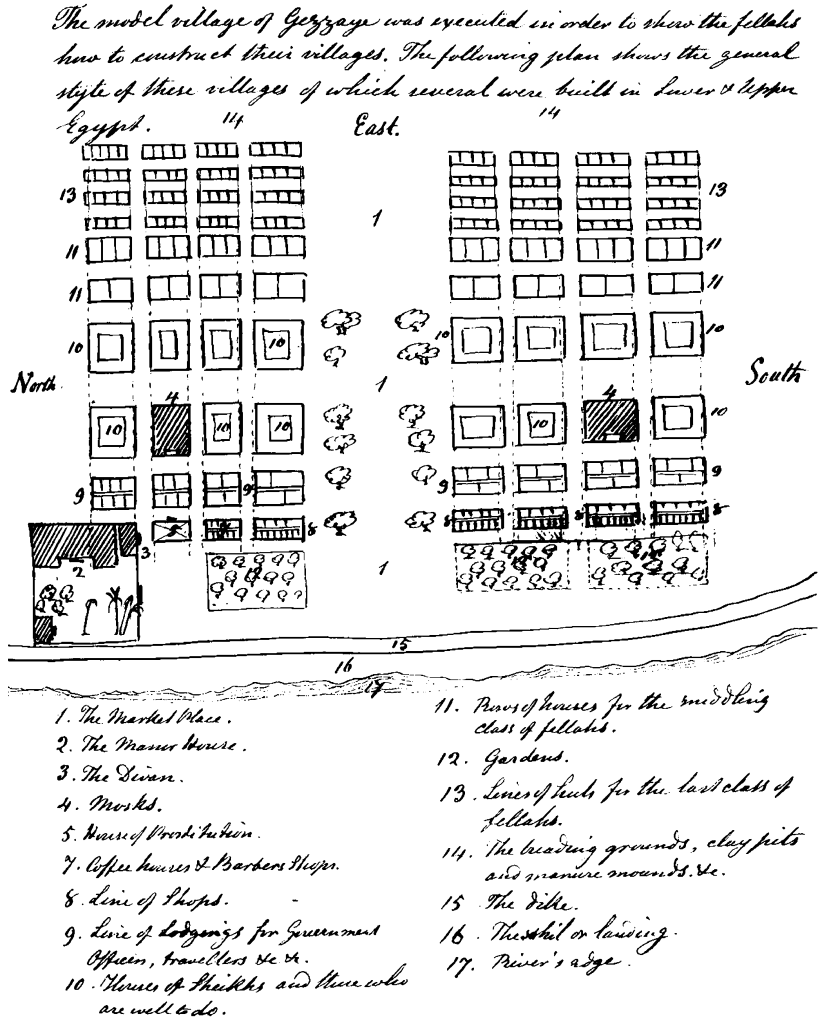 The model village of Gezzaye was executed in order to show the fellahs
how to construct their villages. The following plan shows the general
style of these villages of which several were built in Lower & Upper
Egypt.
14
East.
14
13
1
13
11
11
11
11
10
10
10
10
North
4
1
4
South
10
10
10
10
10
9
9
9
9
8
8
8
8
3
2
1
15
16
17
1. The Market Place.
2. The Manor House.
3. The Divan.
4. Mosks.
5. House of Prostitution.
7. Coffee houses & Barbers Shops.
8. Line of Shops.
9. Line of Lodgings for Government
Officers, travellers &c &.
10. Houses of Sheikhs and those who
are well to do.
11. Rows of houses for the middling
class of fellahs.
12. Gardens.
13. Lines of huts for the last class of
fellahs.
14. The treading grounds, clay pits
and manure mounds. &c.
15 The dike.
16. The or landing.
17. River's edge.